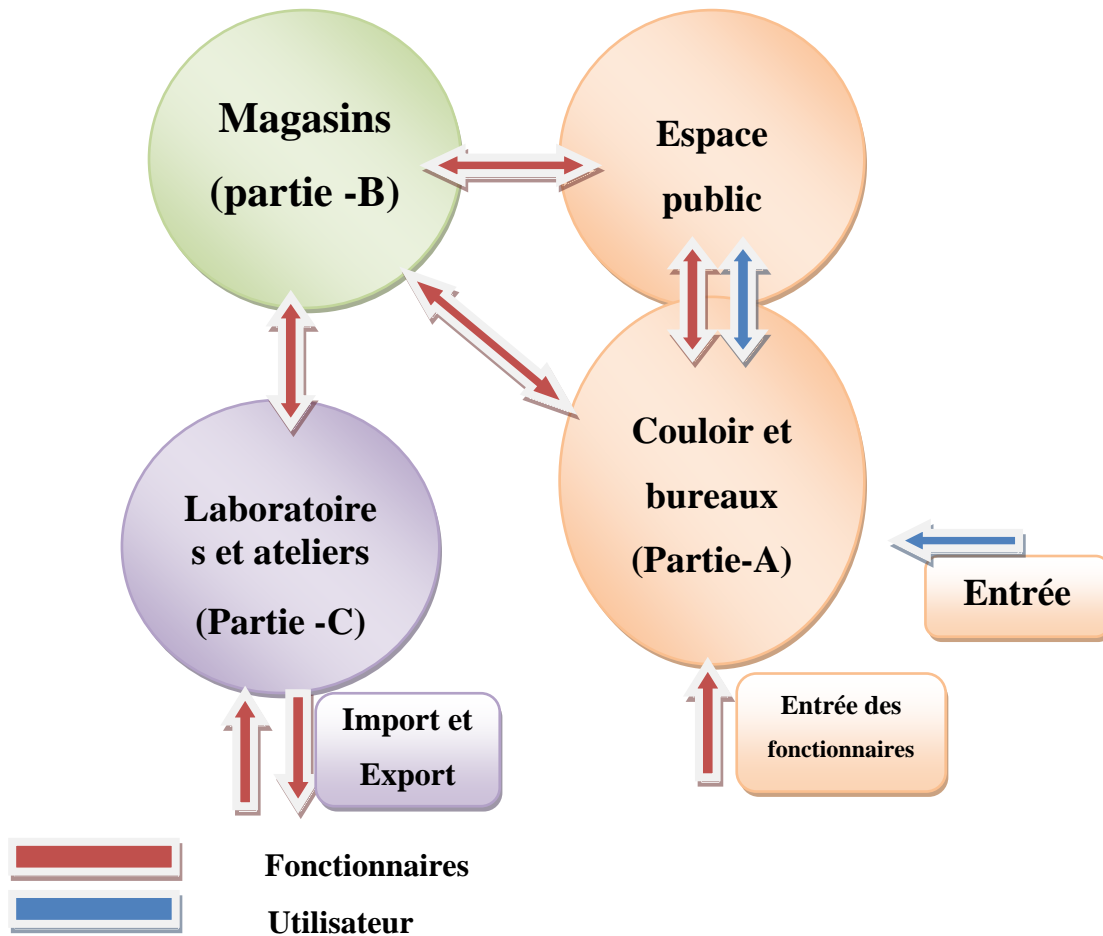 Magasins
(partie -B)
Espace
public
Couloir et
bureaux
(Partie-A)
Laboratoire
s et ateliers
(Partie -C)
Entrée
Entrée des
fonctionnaires
Import et
Export
Fonctionnaires
Utilisateur